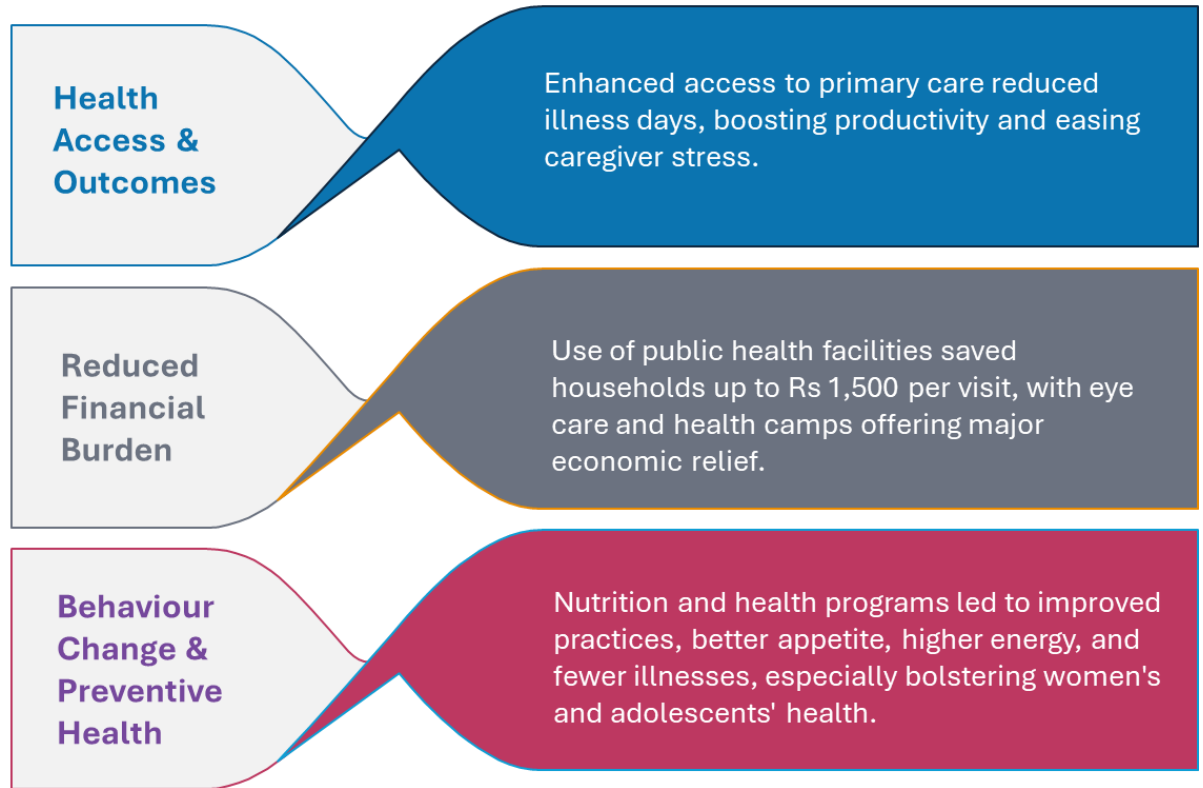 Health
Access &
Outcomes
Enhanced access to primary care reduced
illness days, boosting productivity and easing
caregiver stress.
Reduced
Financial
Burden
Use of public health facilities saved
households up to Rs 1,500 per visit, with eye
care and health camps offering major
economic relief.
Behaviour
Change &
Preventive
Health
Nutrition and health programs led to improved
practices, better appetite, higher energy, and
fewer illnesses, especially bolstering women's
and adolescents' health.